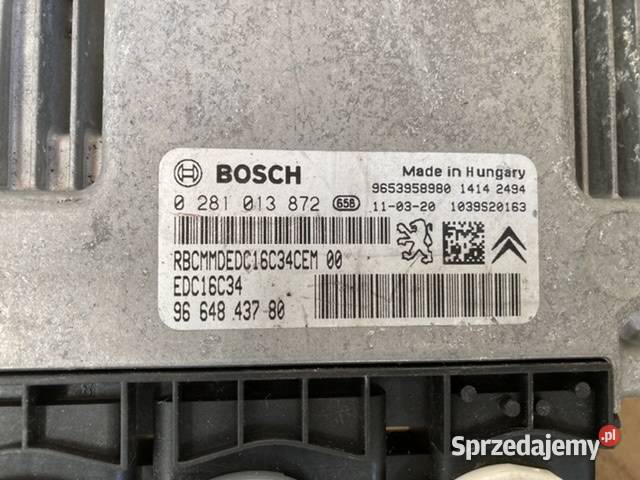 BOSCH
Made in Hungary
9653958980 1414 2494
0 281 013 872 658
11-03-20 1039S20163
RBCMMDEDC16C34CEM 00
EDC16C34
96 648 437 80
Sprzedajemy.pl